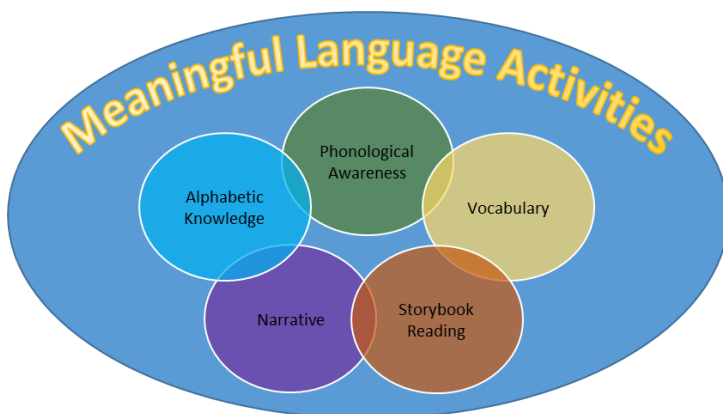 Meaningful Language Activities
Phonological
Awareness
Alphabetic
Knowledge
Vocabulary
Narrative
Storybook
Reading